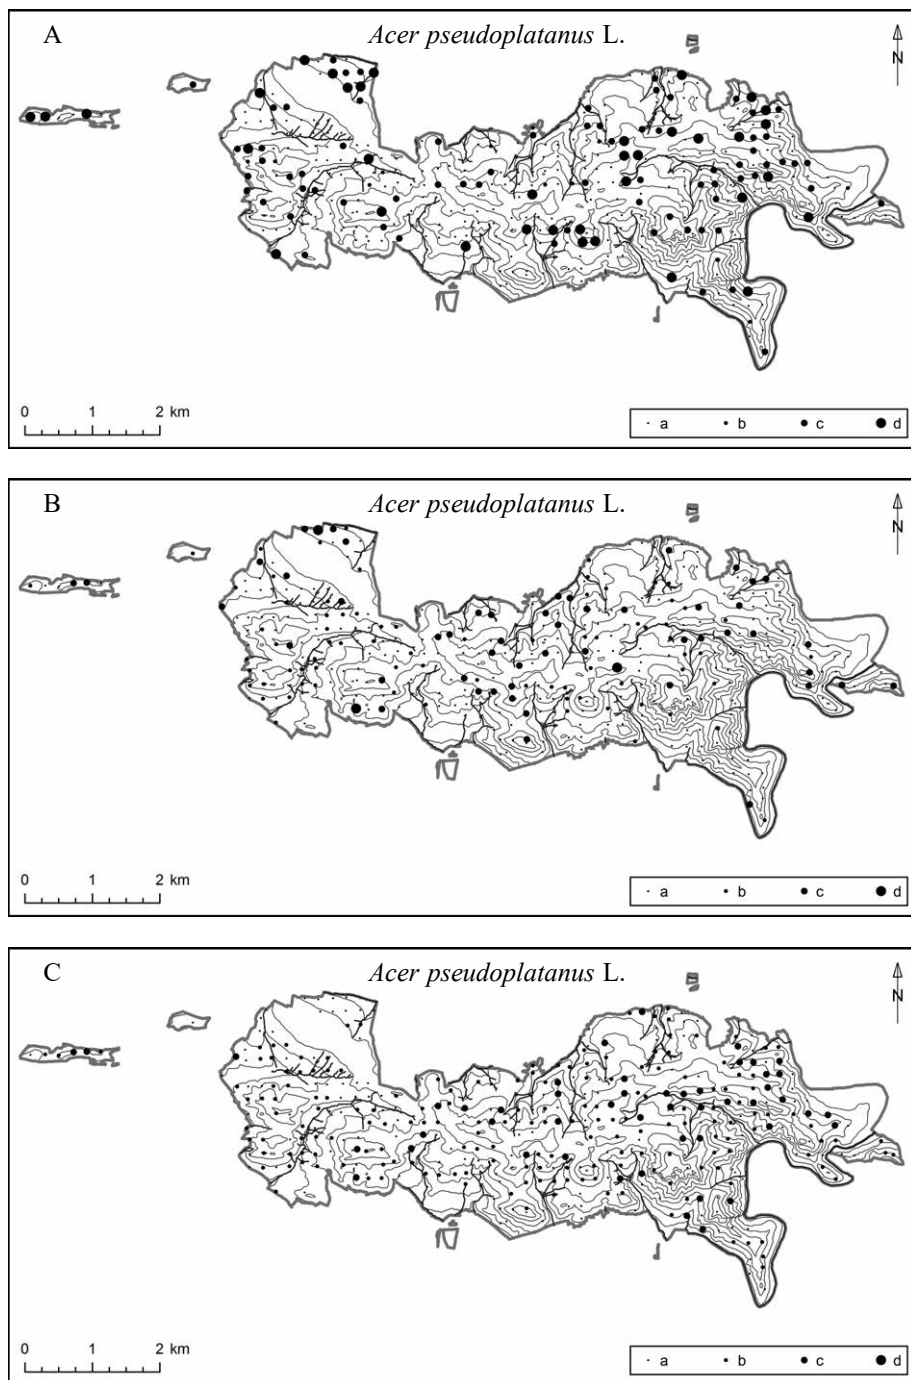 A
Acer pseudoplatanus L.
N
0 1 2 km
a b c d
B
Acer pseudoplatanus L.
N
0 1 2 km
a b c d
C
Acer pseudoplatanus L.
N
0 1 2 km
a b c d